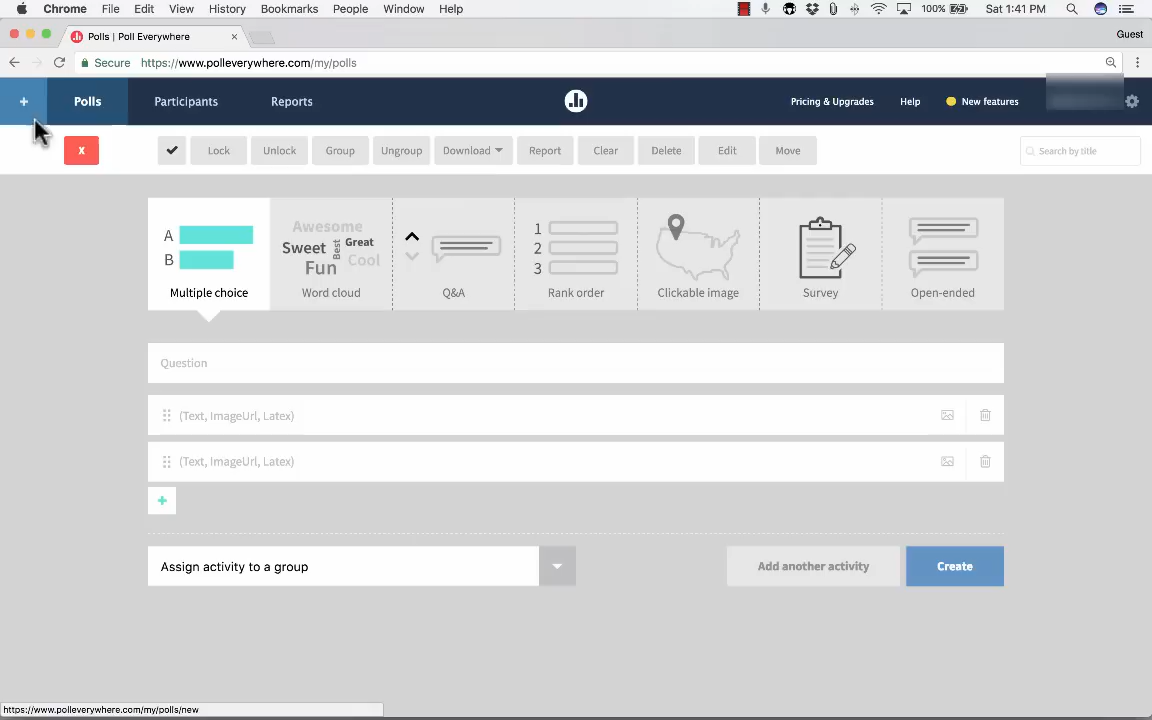 Chrome File Edit View History Bookmarks People Window Help 100% Sat 1:41 PM
Polls | Poll Everywhere × Guest
Secure https://www.polleverywhere.com/my/polls
+ Polls Participants Reports Pricing & Upgrades Help New features
x Lock Unlock Group Ungroup Download Report Clear Delete Edit Move Search by title
A
B
Multiple choice
Awesome
Sweet Best Great
Fun Cool
Word cloud
Q&A
1
2
3
Rank order
Clickable image
Survey
Open-ended
Question
(Text, ImageUrl, Latex)
(Text, ImageUrl, Latex)
+
Assign activity to a group Add another activity Create
https://www.polleverywhere.com/my/polls/new